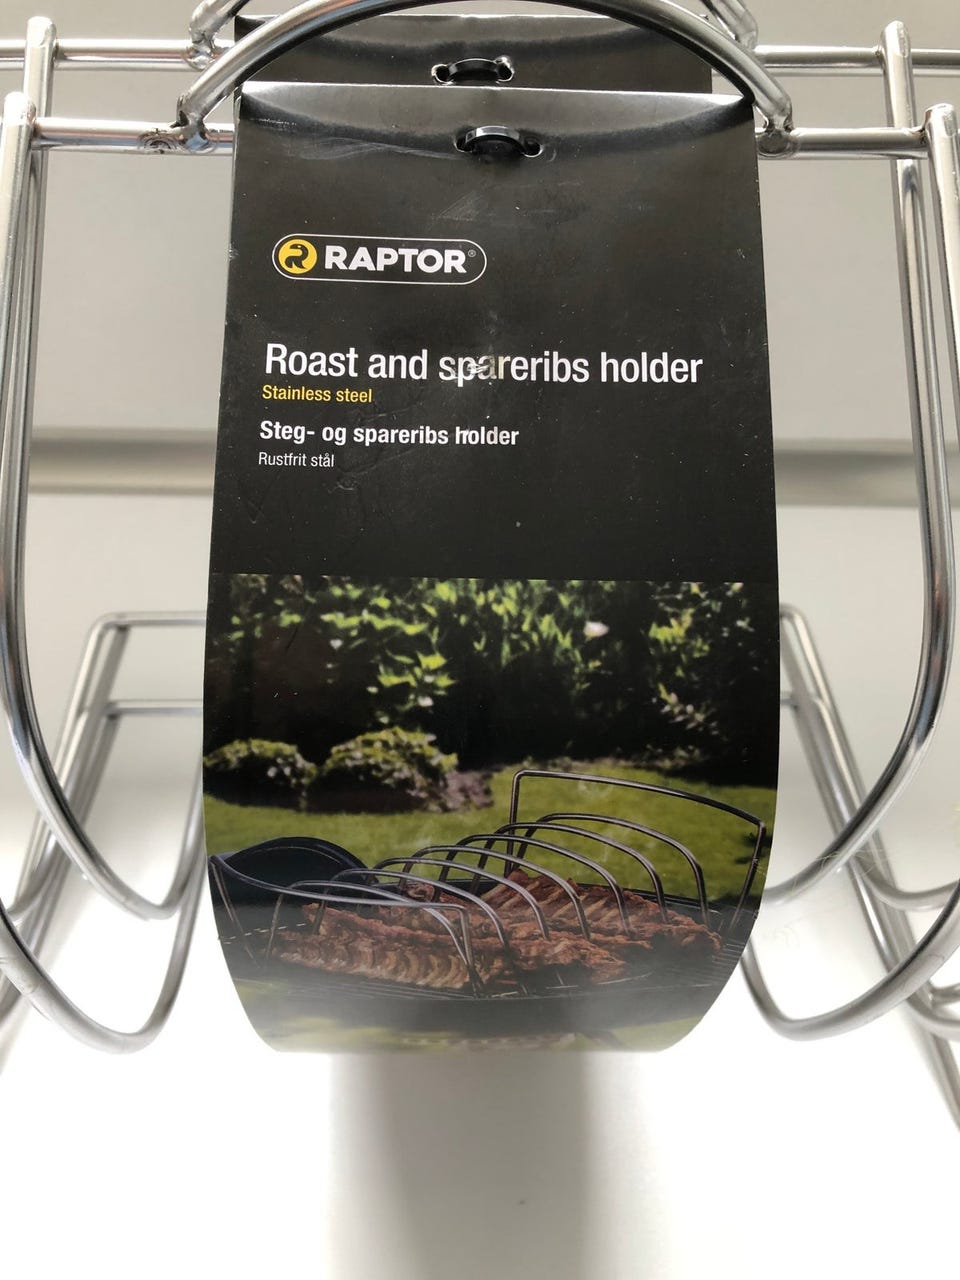 RAPTOR®
Roast and spareribs holder
Stainless steel
Steg- og spareribs holder
Rustfrit stål